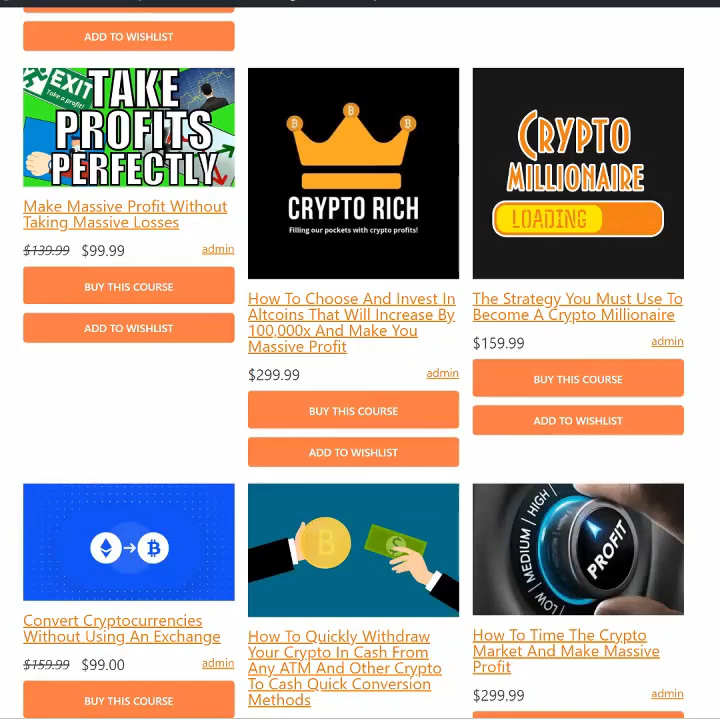 ADD TO WISHLIST
EXIT
Take a profit!
TAKE
PROFITS
PERFECTLY
Make Massive Profit Without
Taking Massive Losses
$139.99 $99.99 admin
BUY THIS COURSE
ADD TO WISHLIST
CRYPTO RICH
Filling our pockets with crypto profits!
How To Choose And Invest In
Altcoins That Will Increase By
100,000x And Make You
Massive Profit
$299.99 admin
BUY THIS COURSE
ADD TO WISHLIST
CRYPTO
MILLIONAIRE
LOADING
The Strategy You Must Use To
Become A Crypto Millionaire
$159.99 admin
BUY THIS COURSE
ADD TO WISHLIST
Convert Cryptocurrencies
Without Using An Exchange
$159.99 $99.00 admin
BUY THIS COURSE
How To Quickly Withdraw
Your Crypto In Cash From
Any ATM And Other Crypto
To Cash Quick Conversion
Methods
LOW | MEDIUM | HIGH
PROFIT
How To Time The Crypto
Market And Make Massive
Profit
$299.99 admin